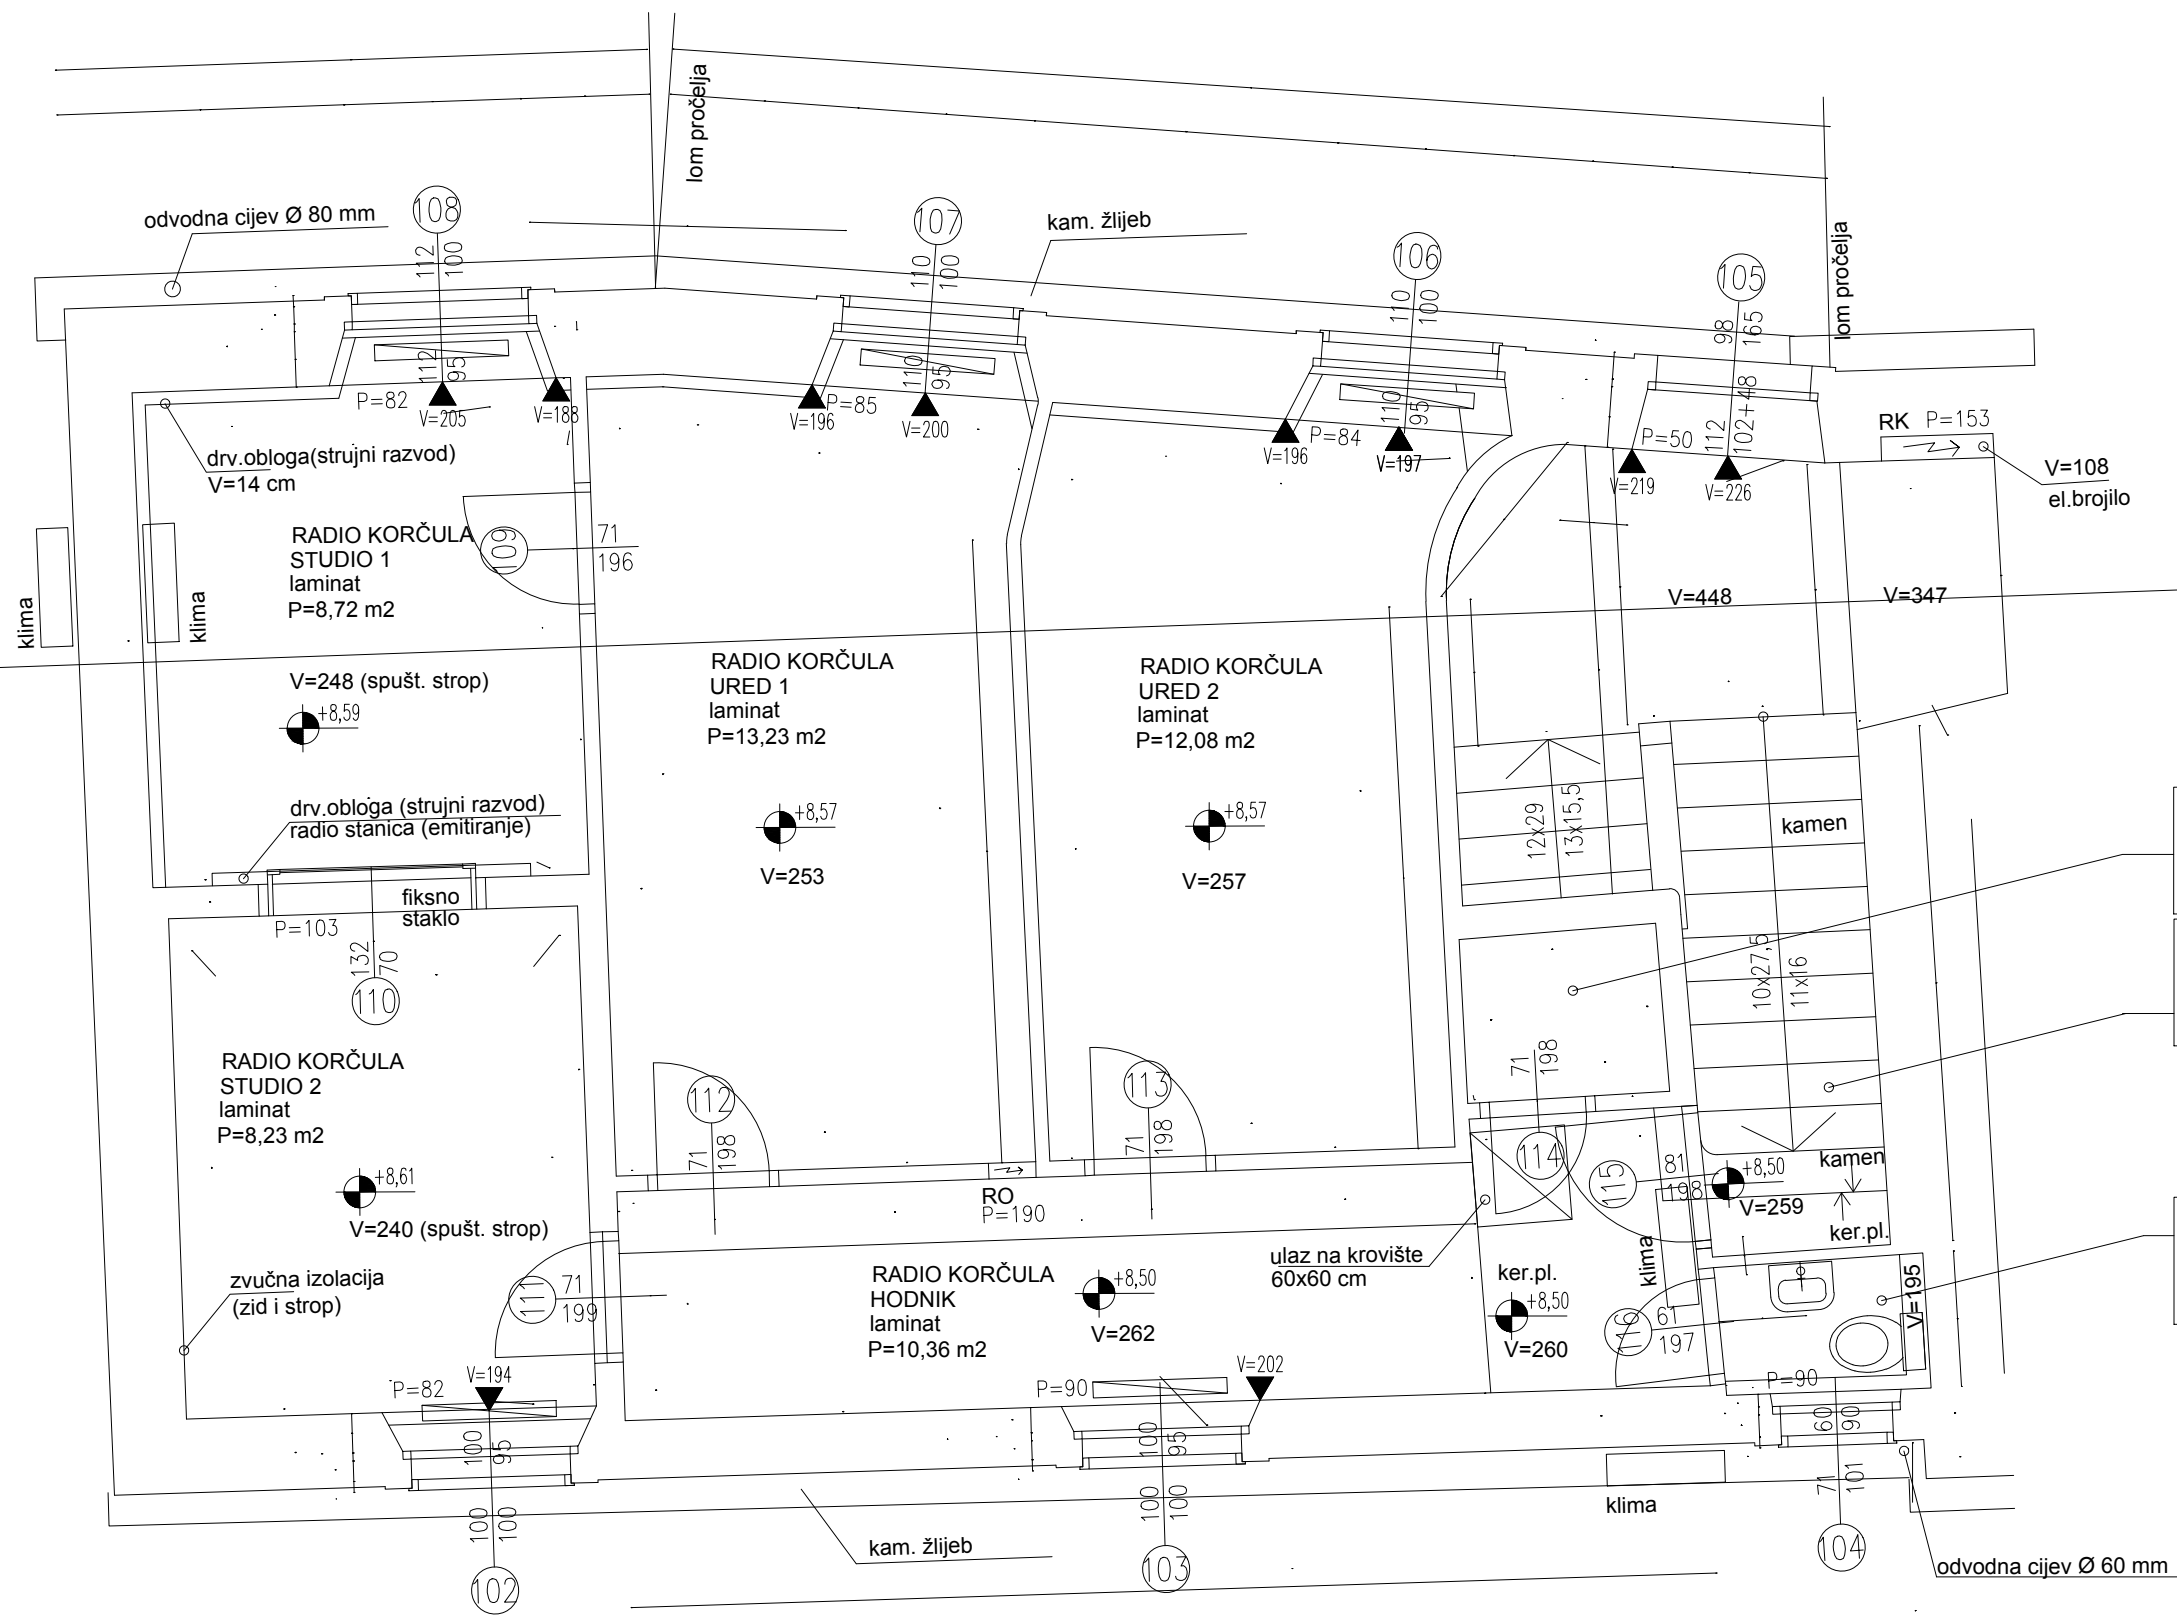 lom pročelja
odvodna cijev Ø 80 mm
108
112
100
107
110
100
kam. žlijeb
106
110
100
105
98
165
lom pročelja
112
95
P=82
V=205
V=188
110
95
V=196
P=85
V=200
110
95
V=196
P=84
V=197
P=50
112
102+48
V=219
V=226
RK P=153
V=108
el.brojilo
drv.obloga(strujni razvod)
V=14 cm
klima
klima
RADIO KORČULA
STUDIO 1
laminat
P=8,72 m2
109
71
196
V=248 (spušt. strop)
+8,59
RADIO KORČULA
URED 1
laminat
P=13,23 m2
+8,57
V=253
RADIO KORČULA
URED 2
laminat
P=12,08 m2
+8,57
V=257
V=448
V=347
12x29
13x15,5
kamen
10x27,5
11x16
drv.obloga (strujni razvod)
radio stanica (emitiranje)
fiksno
staklo
P=103
132
70
110
RADIO KORČULA
STUDIO 2
laminat
P=8,23 m2
+8,61
V=240 (spušt. strop)
zvučna izolacija
(zid i strop)
112
71
198
113
71
198
71
198
114
115
81
198
+8,50
V=259
kamen
ker.pl.
RO
P=190
111
71
199
RADIO KORČULA
HODNIK
laminat
P=10,36 m2
+8,50
V=262
ulaz na krovište
60x60 cm
ker.pl.
+8,50
V=260
klima
116
61
197
V=195
P=82
V=194
100
95
100
100
102
P=90
V=202
100
95
100
100
103
P=90
60
90
71
101
104
klima
kam. žlijeb
odvodna cijev Ø 60 mm